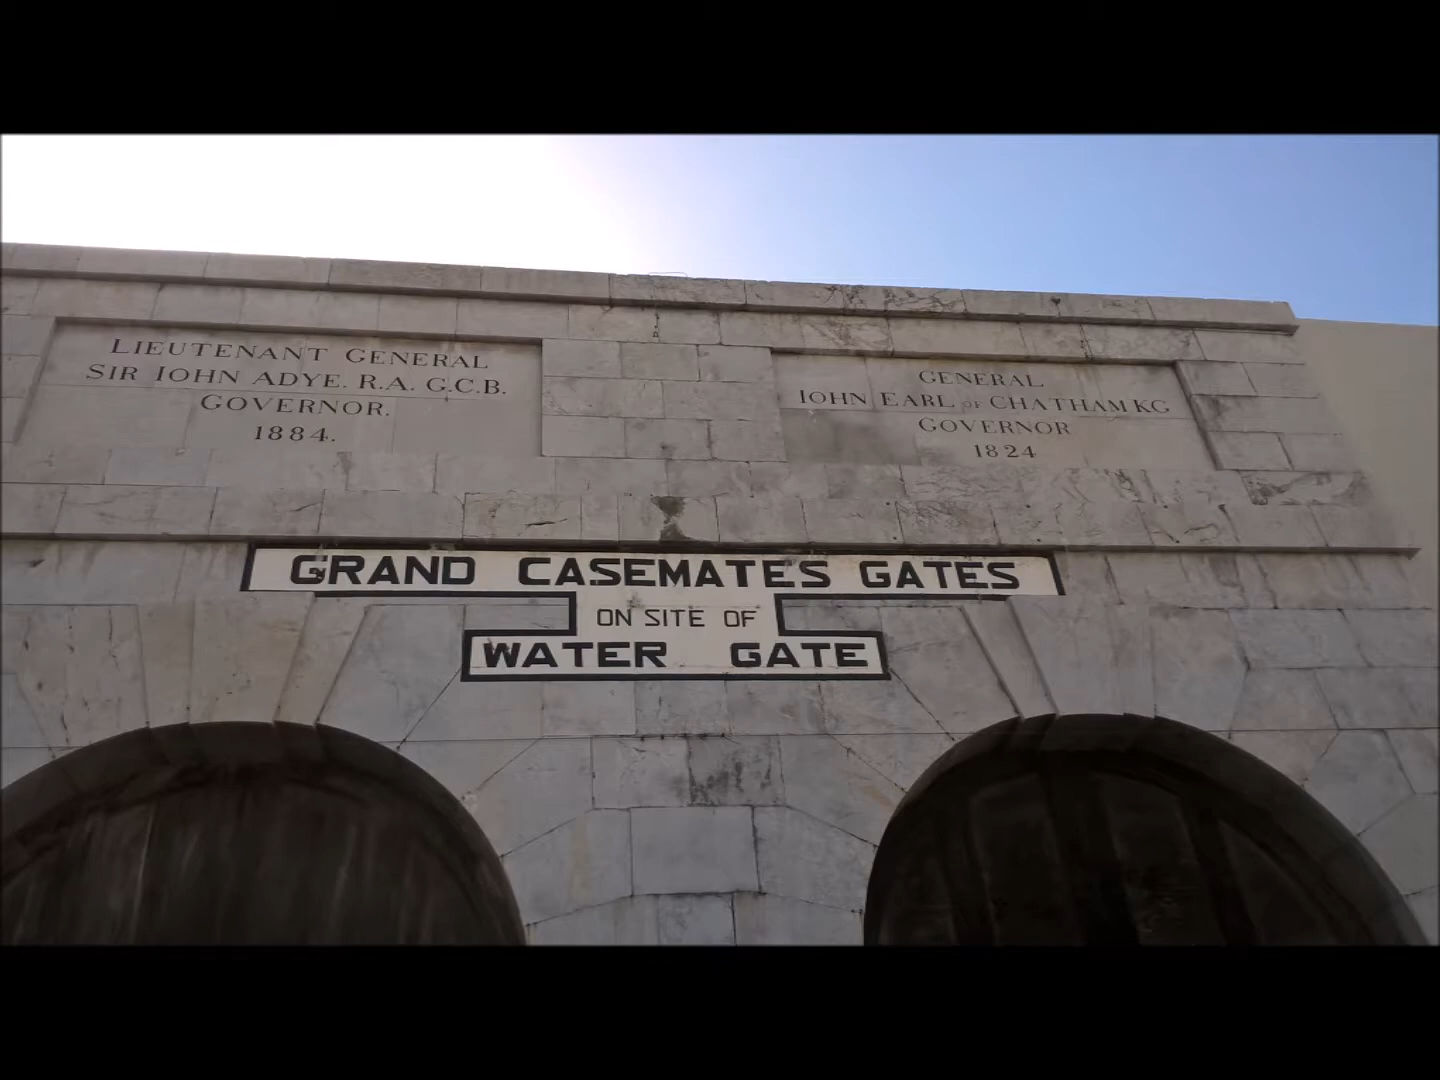 LIEUTENANT GENERAL
SIR IOHN ADYE. R.A. G.C.B.
GOVERNOR.
1884.
GENERAL
IOHN EARL OF CHATHAM KG
GOVERNOR
1824
GRAND CASEMATES GATES
ON SITE OF
WATER GATE